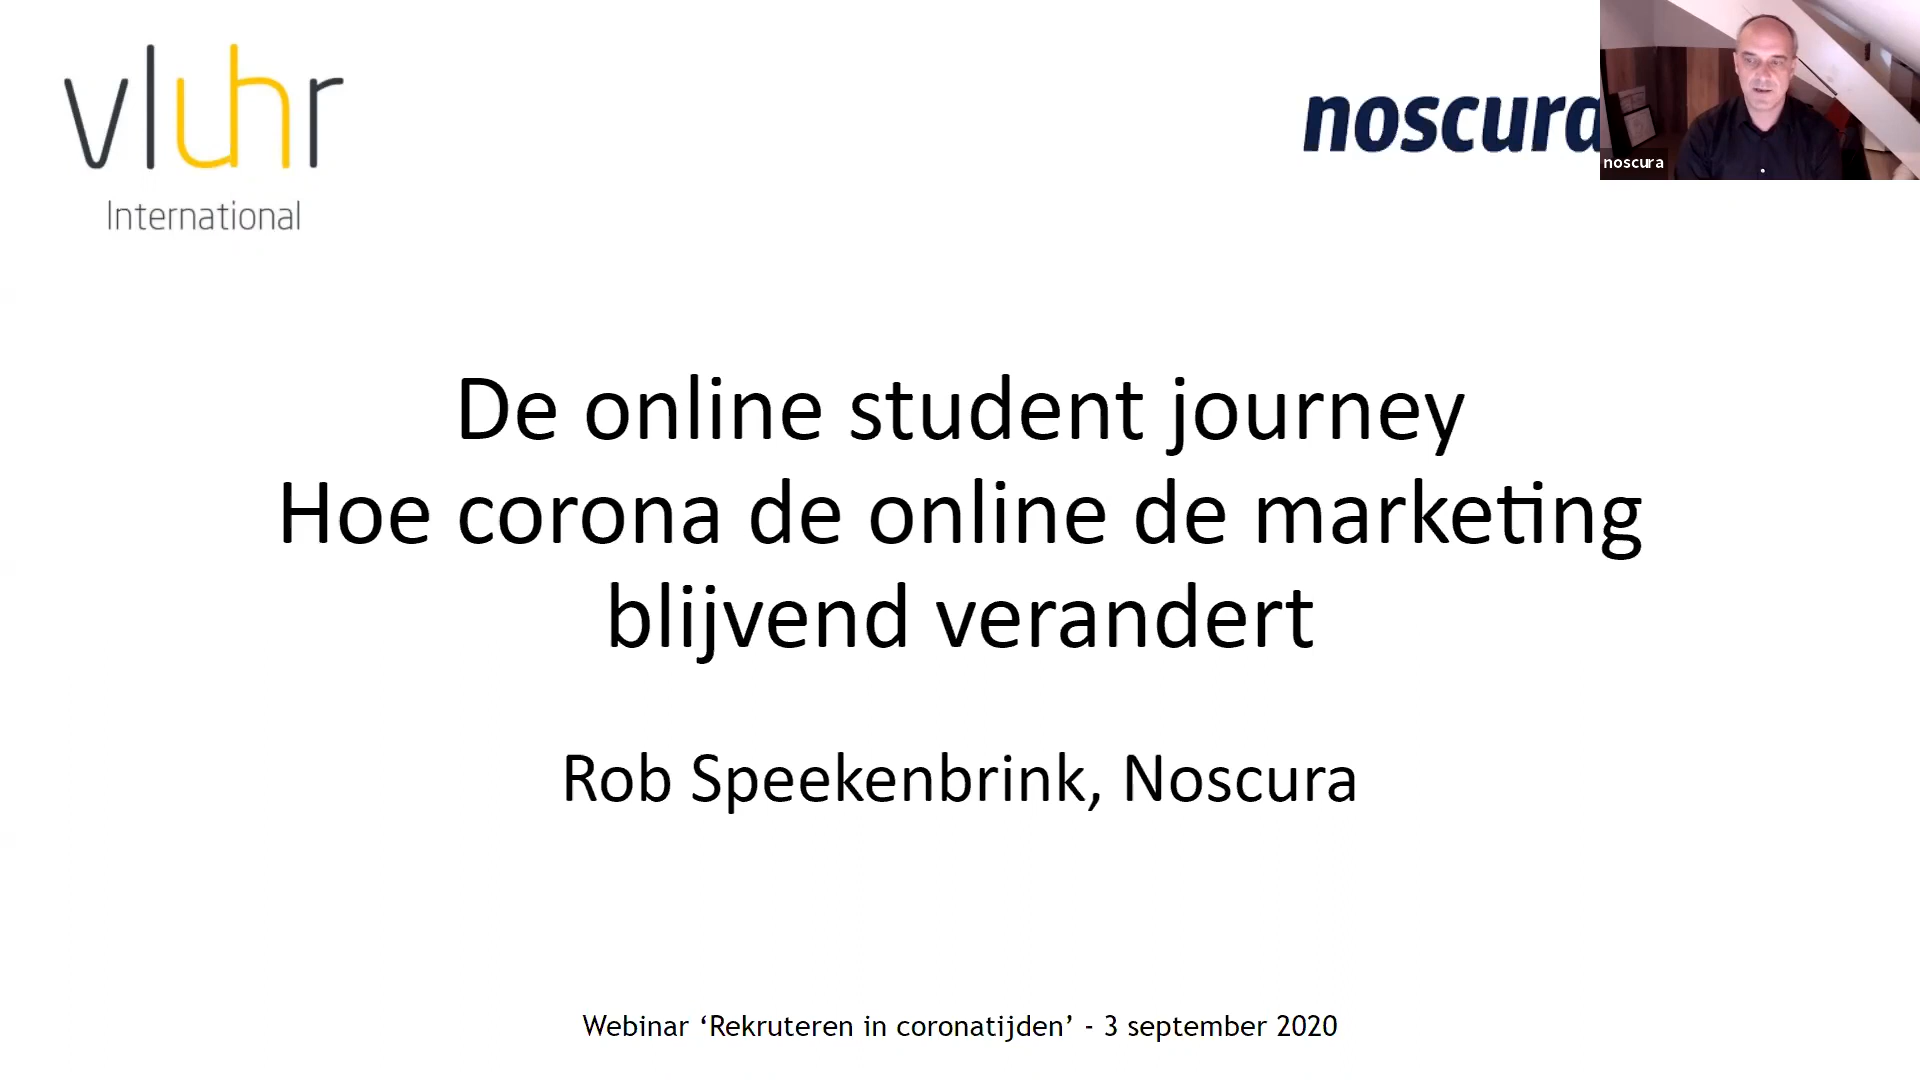 vluhr
International
noscura
noscura
De online student journey
Hoe corona de online de marketing
blijvend verandert
Rob Speekenbrink, Noscura
Webinar ‘Rekruteren in coronatijden’ - 3 september 2020